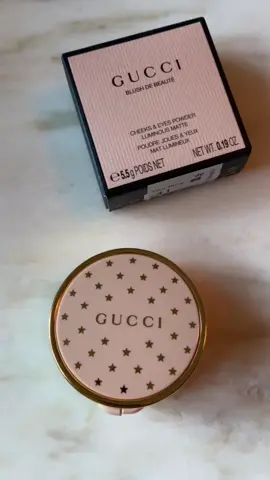 GUCCI
BLUSH DE BEAUTÉ
CHEEKS & EYES POWDER
LUMINOUS MATTE
POUDRE JOUES & YEUX
MAT LUMINEUX
℮ 5.5g POIDS NET
NET WT. 0.19 OZ.
GUCCI